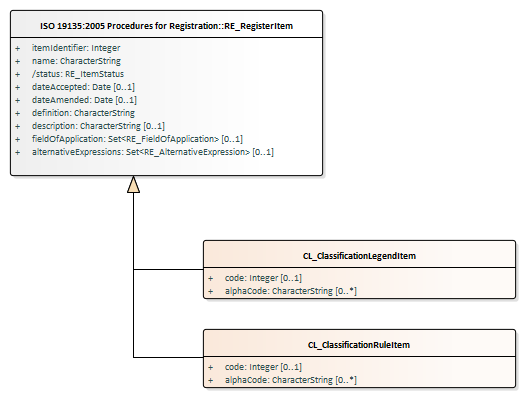 ISO 19135:2005 Procedures for Registration::RE_RegisterItem
+ itemIdentifier: Integer
+ name: CharacterString
+ /status: RE_ItemStatus
+ dateAccepted: Date [0..1]
+ dateAmended: Date [0..1]
+ definition: CharacterString
+ description: CharacterString [0..1]
+ fieldOfApplication: Set<RE_FieldOfApplication> [0..1]
+ alternativeExpressions: Set<RE_AlternativeExpression> [0..1]
CL_ClassificationLegendItem
+ code: Integer [0..1]
+ alphaCode: CharacterString [0..*]
CL_ClassificationRuleItem
+ code: Integer [0..1]
+ alphaCode: CharacterString [0..*]